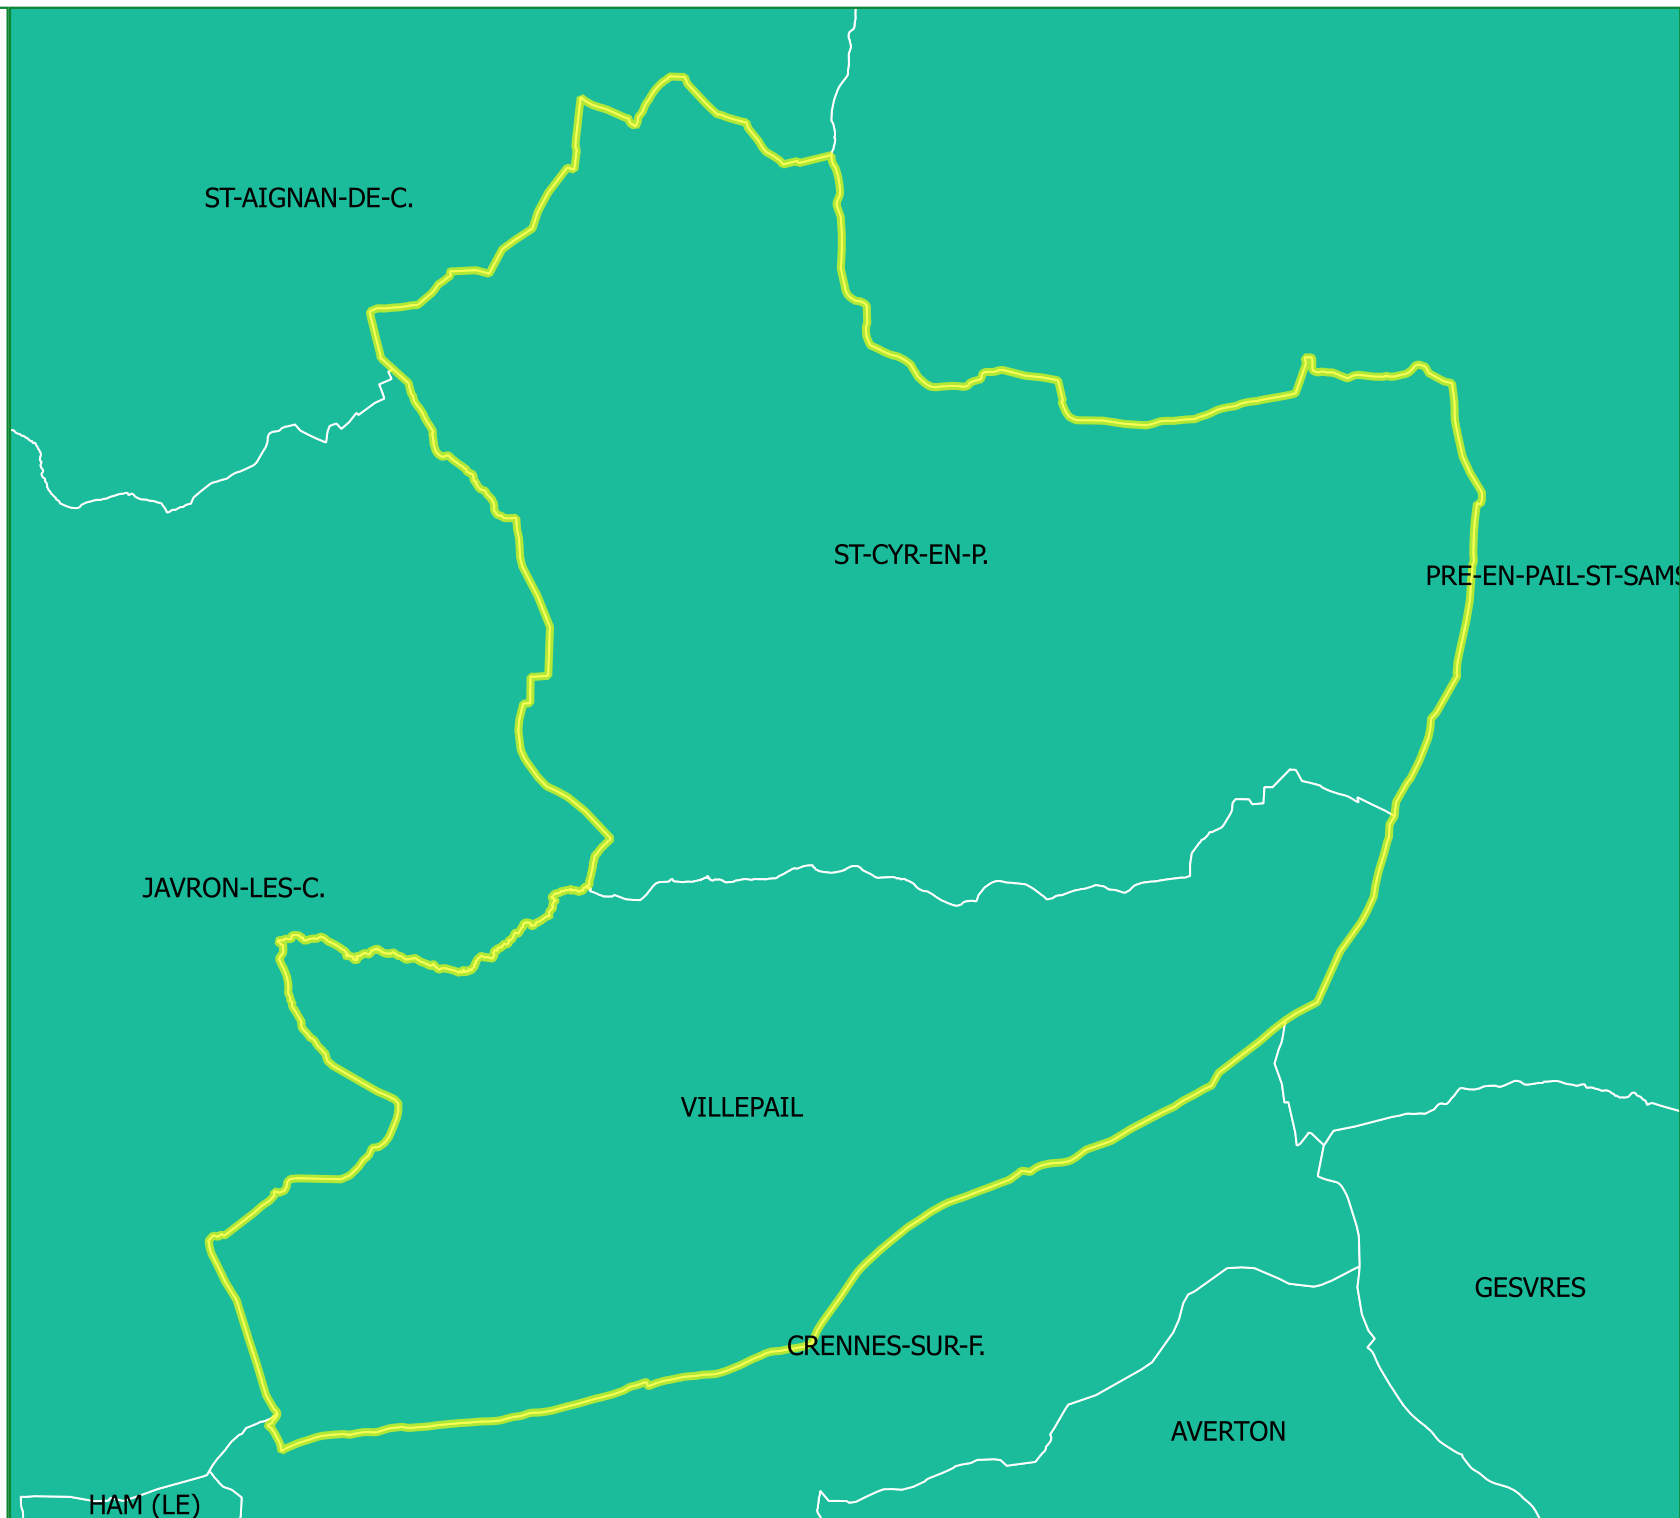 ST-AIGNAN-DE-C.
ST-CYR-EN-P.
PRE-EN-PAIL-ST-SAMS
JAVRON-LES-C.
VILLEPAIL
GESVRES
CRENNES-SUR-F.
AVERTON
HAM (LE)